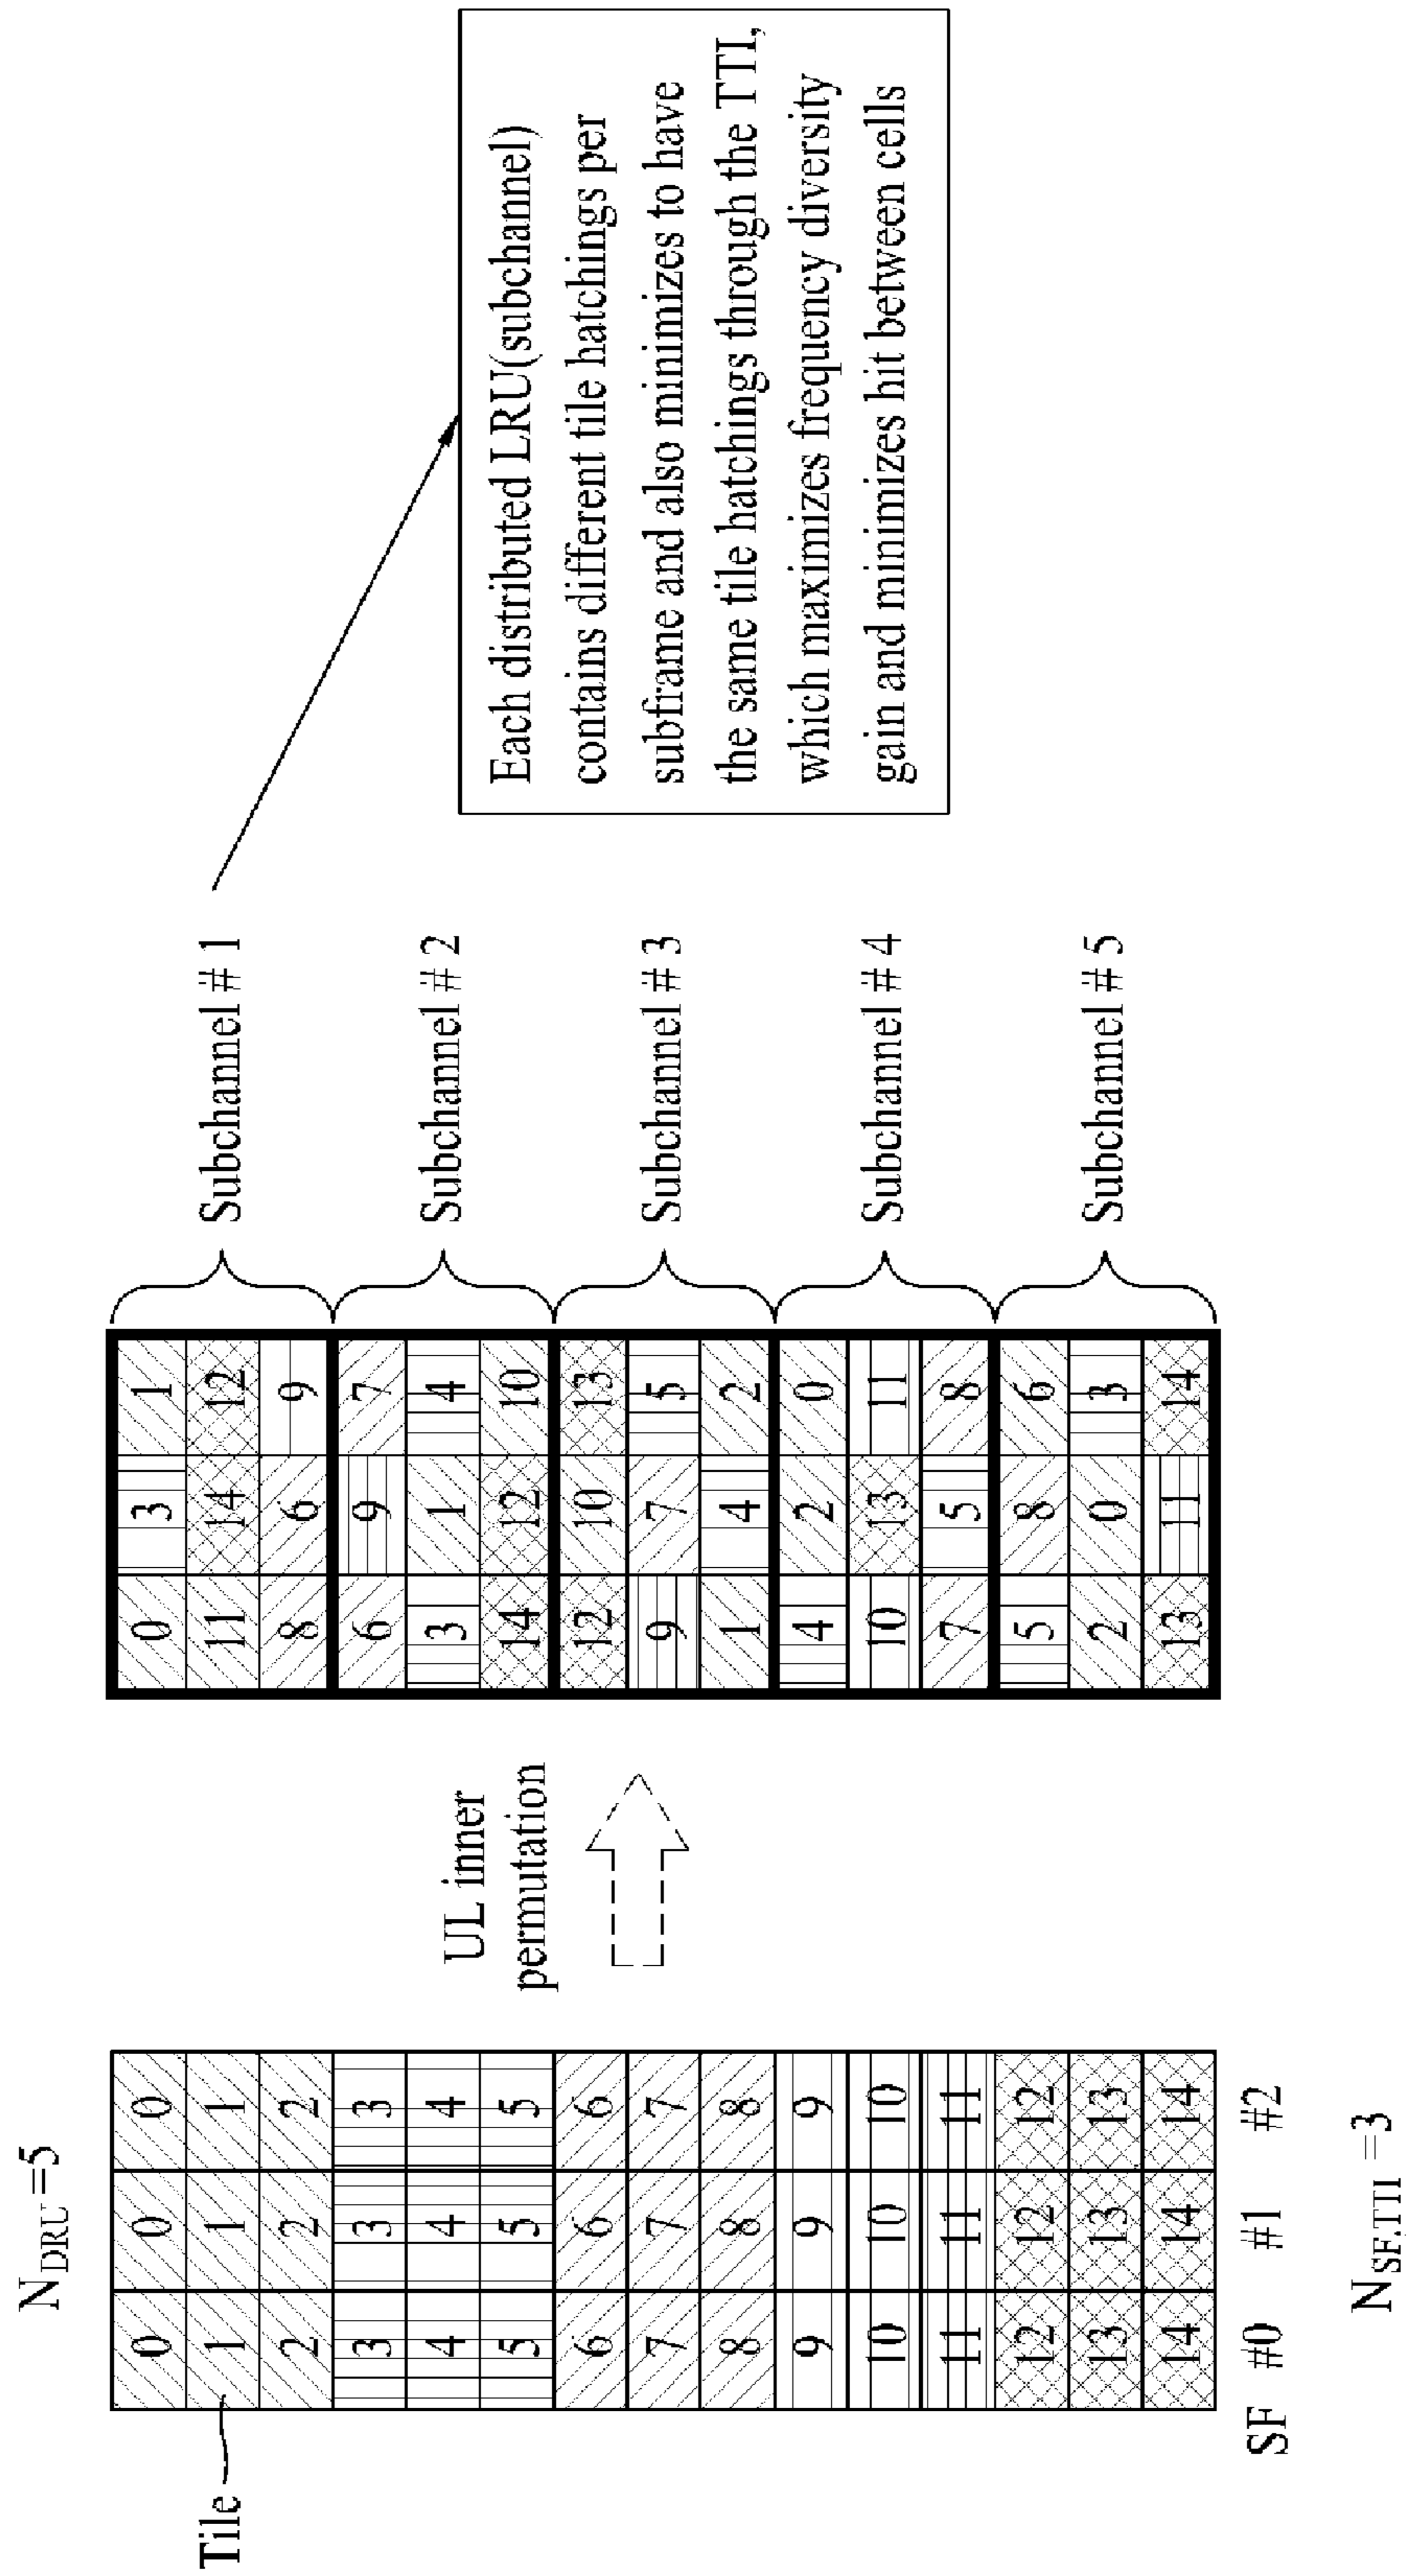 N_DRU=5
Tile
0 0 0
1 1 1
2 2 2
3 3 3
4 4 4
5 5 5
6 6 6
7 7 7
8 8 8
9 9 9
10 10 10
11 11 11
12 12 12
13 13 13
14 14 14
SF #0 #1 #2
N_SF,TTI=3
UL inner
permutation
0 3 1
11 14 12
8 6 9
6 9 7
3 1 4
14 12 10
12 10 13
9 7 5
1 4 2
4 2 0
10 13 11
7 5 8
5 8 6
2 0 3
13 11 14
Subchannel # 1
Subchannel # 2
Subchannel # 3
Subchannel # 4
Subchannel # 5
Each distributed LRU(subchannel)
contains different tile hatchings per
subframe and also minimizes to have
the same tile hatchings through the TTI,
which maximizes frequency diversity
gain and minimizes hit between cells